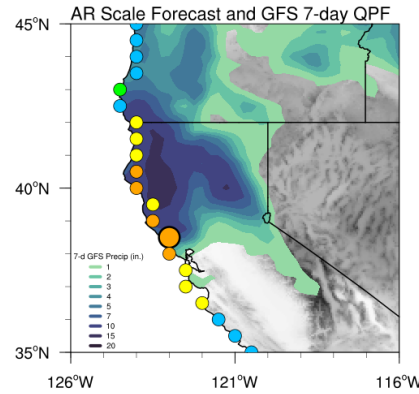 AR Scale Forecast and GFS 7-day QPF
45°N
40°N
7-d GFS Precip (in.)
1
2
3
4
5
7
10
15
20
35°N
126°W
121°W
116°W